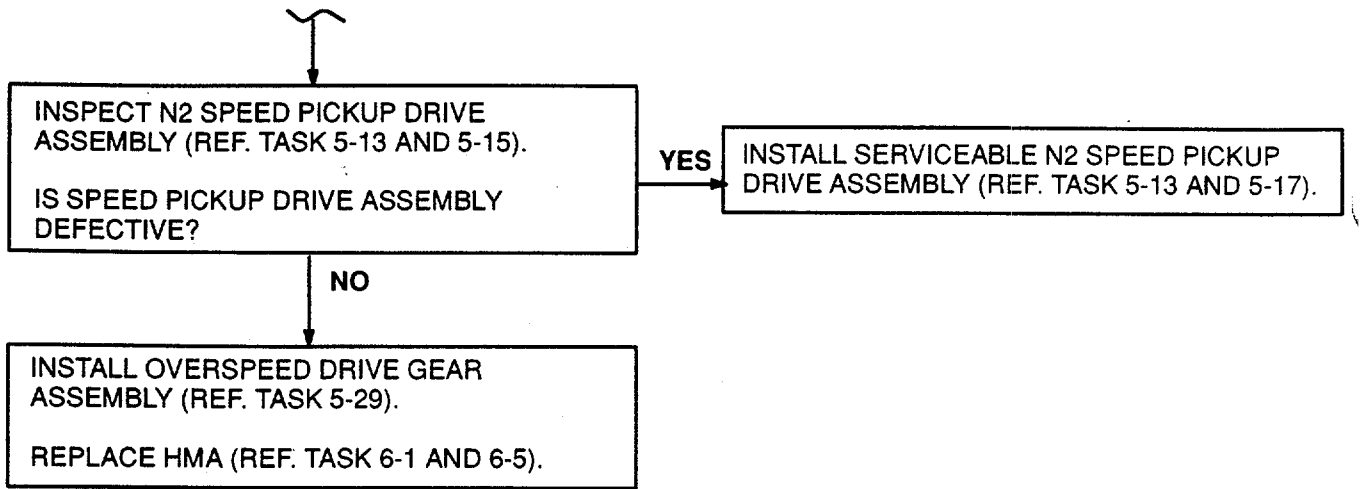 INSPECT N2 SPEED PICKUP DRIVE
ASSEMBLY (REF. TASK 5-13 AND 5-15).
IS SPEED PICKUP DRIVE ASSEMBLY
DEFECTIVE?
YES
INSTALL SERVICEABLE N2 SPEED PICKUP
DRIVE ASSEMBLY (REF. TASK 5-13 AND 5-17).
NO
INSTALL OVERSPEED DRIVE GEAR
ASSEMBLY (REF. TASK 5-29).
REPLACE HMA (REF. TASK 6-1 AND 6-5).